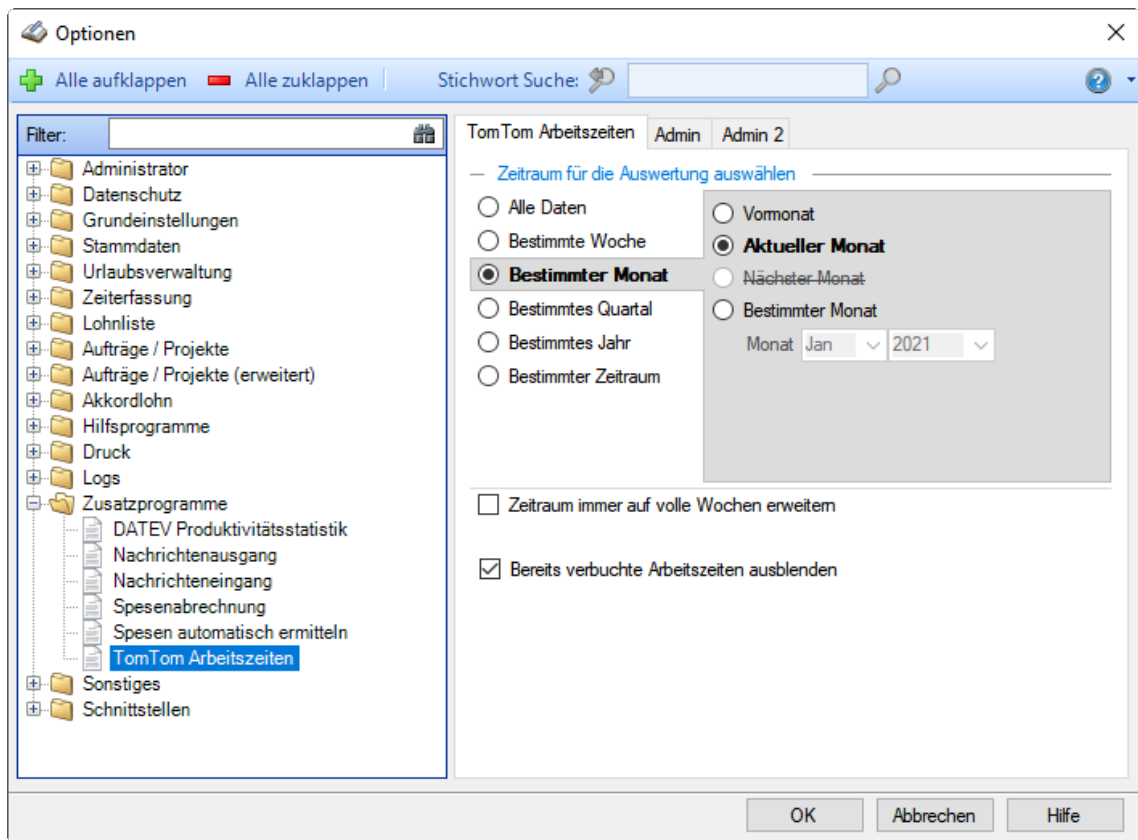 Optionen
Alle aufklappen Alle zuklappen Stichwort Suche:
Filter:
Administrator
Datenschutz
Grundeinstellungen
Stammdaten
Urlaubsverwaltung
Zeiterfassung
Lohnliste
Aufträge / Projekte
Aufträge / Projekte (erweitert)
Akkordlohn
Hilfsprogramme
Druck
Logs
Zusatzprogramme
DATEV Produktivitätsstatistik
Nachrichtenausgang
Nachrichteneingang
Spesenabrechnung
Spesen automatisch ermitteln
TomTom Arbeitszeiten
Sonstiges
Schnittstellen
TomTom Arbeitszeiten Admin Admin 2
Zeitraum für die Auswertung auswählen
Alle Daten
Bestimmte Woche
Bestimmter Monat
Bestimmtes Quartal
Bestimmtes Jahr
Bestimmter Zeitraum
Vormonat
Aktueller Monat
Nächster Monat
Bestimmter Monat
Monat Jan 2021
Zeitraum immer auf volle Wochen erweitern
Bereits verbuchte Arbeitszeiten ausblenden
OK Abbrechen Hilfe